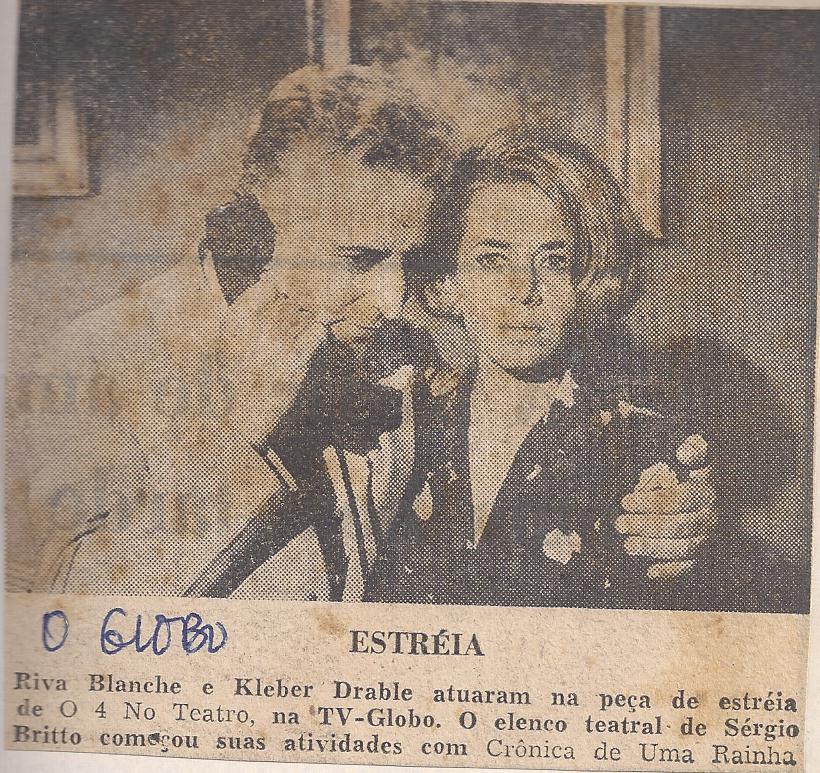 O GLOBO
ESTRÉIA
Riva Blanche e Kleber Drable atuaram na peça de estréia
de O 4 No Teatro, na TV-Globo. O elenco teatral de Sérgio
Britto começou suas atividades com Crônica de Uma Rainha